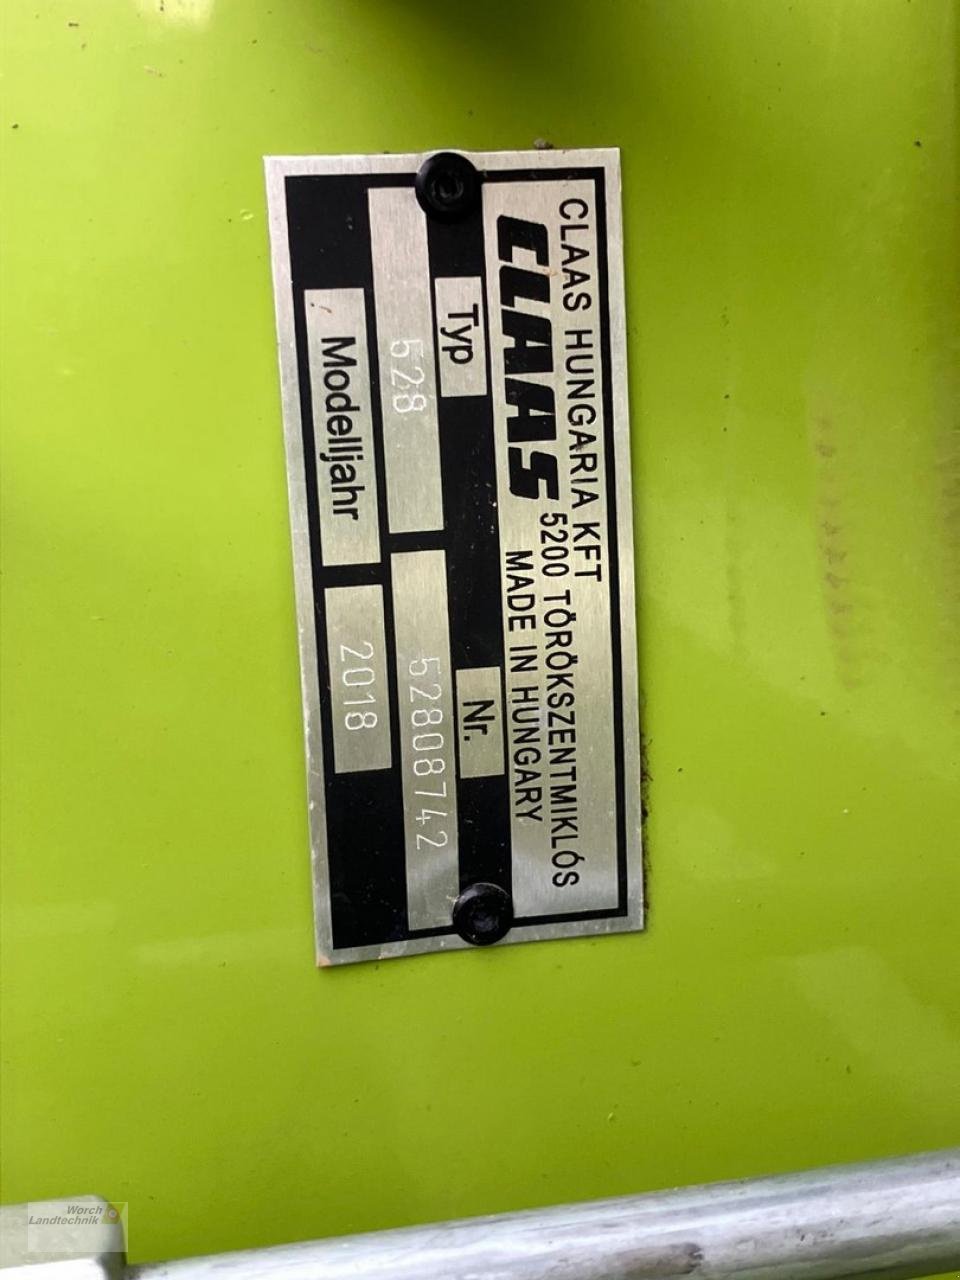 CLAAS HUNGARIA KFT
5200 TÖRÖKSZENTMIKLÓS
CLAAS MADE IN HUNGARY
Typ Nr.
528 52808742
Modelljahr 2018
Worch
Landtechnik